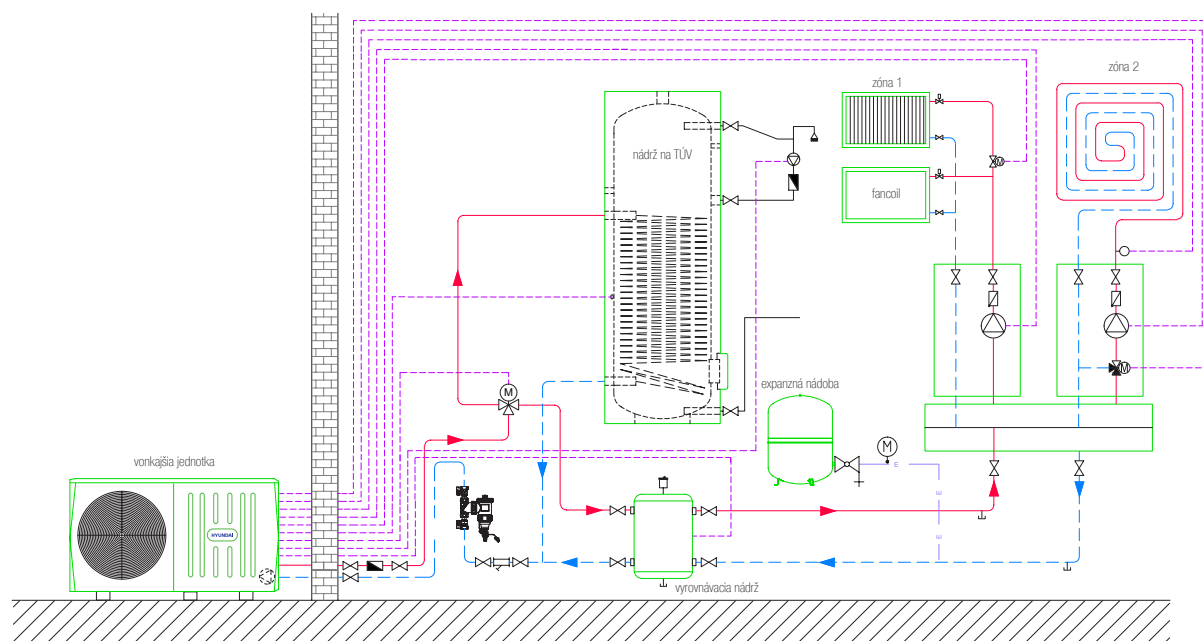 zóna 1
zóna 2
nádrž na TÚV
fancoil
M
M
M
expanzná nádoba
M
E
E
E
vonkajšia jednotka
HYUNDAI
vyrovnávacia nádrž